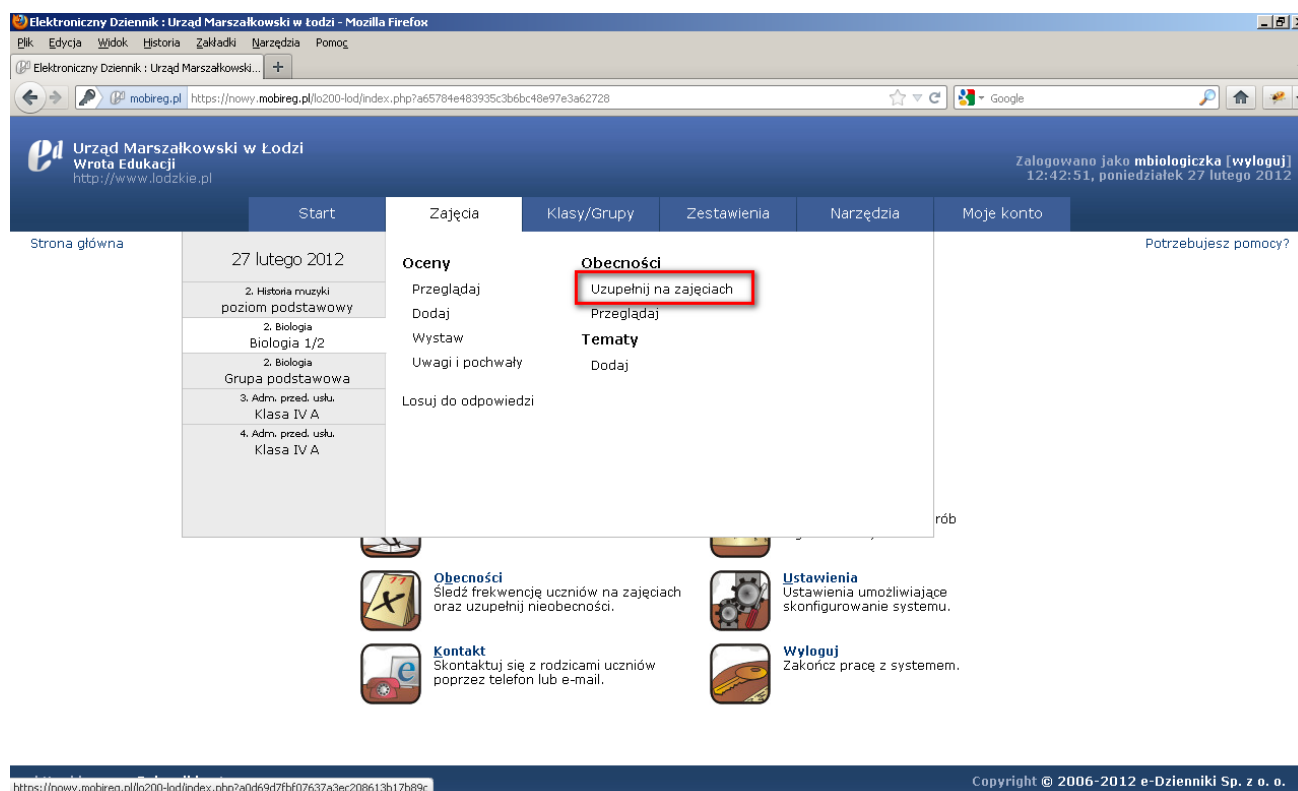 Elektroniczny Dziennik : Urząd Marszałkowski w Łodzi - Mozilla Firefox
Plik Edycja Widok Historia Zakładki Narzędzia Pomoc
Elektroniczny Dziennik : Urząd Marszałkowski... +
mobireg.pl https://nowy.mobireg.pl/lo200-lod/index.php?a65784e483935c3b6bc48e97e3a62728 Google
Urząd Marszałkowski w Łodzi
Wrota Edukacji
http://www.lodzkie.pl
Zalogowano jako mbiologiczka [wyloguj]
12:42:51, poniedziałek 27 lutego 2012
Start Zajęcia Klasy/Grupy Zestawienia Narzędzia Moje konto
Strona główna
Potrzebujesz pomocy?
27 lutego 2012
2. Historia muzyki
poziom podstawowy
2. Biologia
Biologia 1/2
2. Biologia
Grupa podstawowa
3. Adm. przed. usłu.
Klasa IV A
4. Adm. przed. usłu.
Klasa IV A
Oceny
Przeglądaj
Dodaj
Wystaw
Uwagi i pochwały
Losuj do odpowiedzi
Obecności
Uzupełnij na zajęciach
Przeglądaj
Tematy
Dodaj
rób
Obecności
Śledź frekwencję uczniów na zajęciach
oraz uzupełnij nieobecności.
Ustawienia
Ustawienia umożliwiające
skonfigurowanie systemu.
Kontakt
Skontaktuj się z rodzicami uczniów
poprzez telefon lub e-mail.
Wyloguj
Zakończ pracę z systemem.
Copyright © 2006-2012 e-Dzienniki Sp. z o. o.
https://nowy.mobireg.pl/lo200-lod/index.php?a0d69d7fbf07637a3ec208613b17b89c